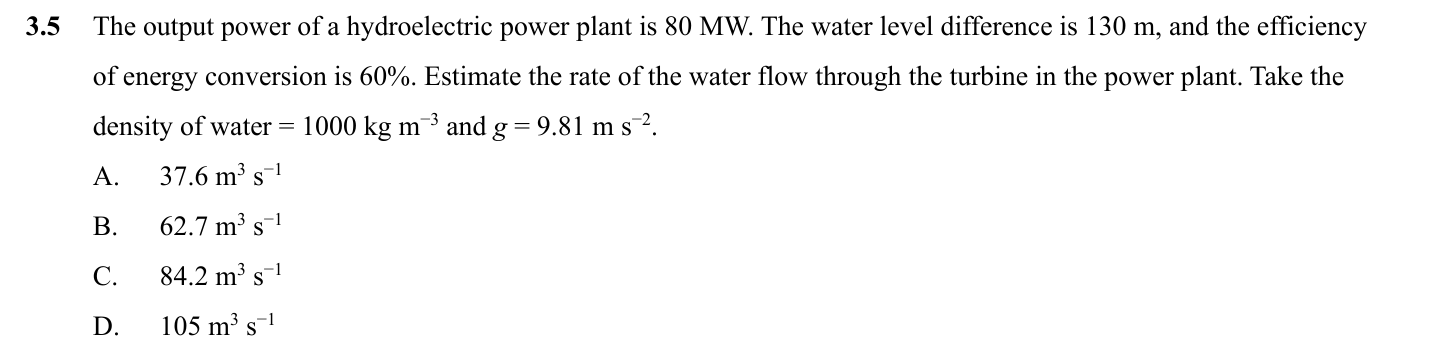 3.5 The output power of a hydroelectric power plant is 80 MW. The water level difference is 130 m, and the efficiency
of energy conversion is 60%. Estimate the rate of the water flow through the turbine in the power plant. Take the
density of water = 1000 kg m⁻³ and g = 9.81 m s⁻².
A. 37.6 m³ s⁻¹
B. 62.7 m³ s⁻¹
C. 84.2 m³ s⁻¹
D. 105 m³ s⁻¹